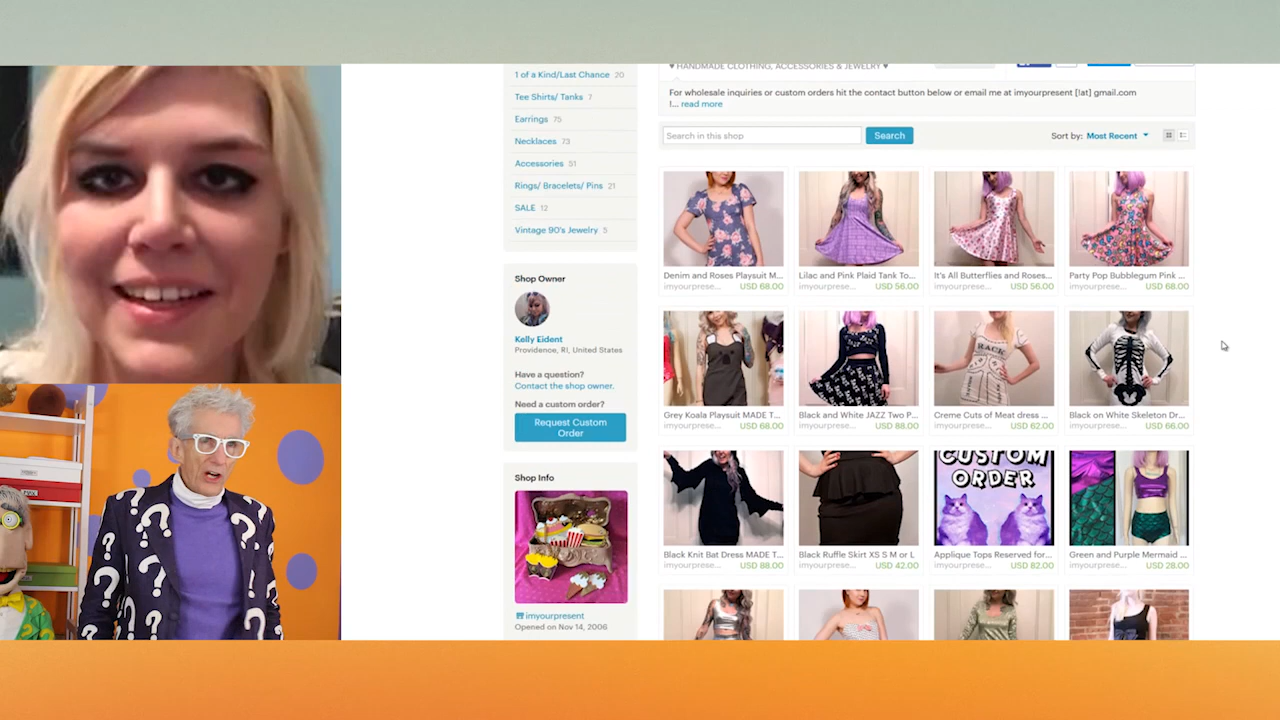 1 of a Kind/Last Chance 20
Tee Shirts/ Tanks 7
Earrings 75
Necklaces 73
Accessories 51
Rings/ Bracelets/ Pins 21
SALE 12
Vintage 90's Jewelry 5
Shop Owner
Kelly Eident
Providence, RI, United States
Have a question?
Contact the shop owner.
Need a custom order?
Request Custom
Order
Shop Info
imyourpresent
Opened on Nov 14, 2006
♥ HANDMADE CLOTHING, ACCESSORIES & JEWELRY ♥
For wholesale inquiries or custom orders hit the contact button below or email me at imyourpresent [!at] gmail.com
!... read more
Search in this shop
Search
Sort by: Most Recent
Denim and Roses Playsuit M...
imyourprese... USD 68.00
Lilac and Pink Plaid Tank To...
imyourprese... USD 56.00
It's All Butterflies and Roses...
imyourprese... USD 56.00
Party Pop Bubblegum Pink ...
imyourprese... USD 68.00
RACK
Grey Koala Playsuit MADE T...
imyourprese... USD 68.00
Black and White JAZZ Two P...
imyourprese... USD 88.00
Creme Cuts of Meat dress ...
imyourprese... USD 62.00
Black on White Skeleton Dr...
imyourprese... USD 66.00
CUSTOM
ORDER
Black Knit Bat Dress MADE T...
imyourprese... USD 88.00
Black Ruffle Skirt XS S M or L
imyourprese... USD 42.00
Applique Tops Reserved for...
imyourprese... USD 82.00
Green and Purple Mermaid ...
imyourprese... USD 28.00